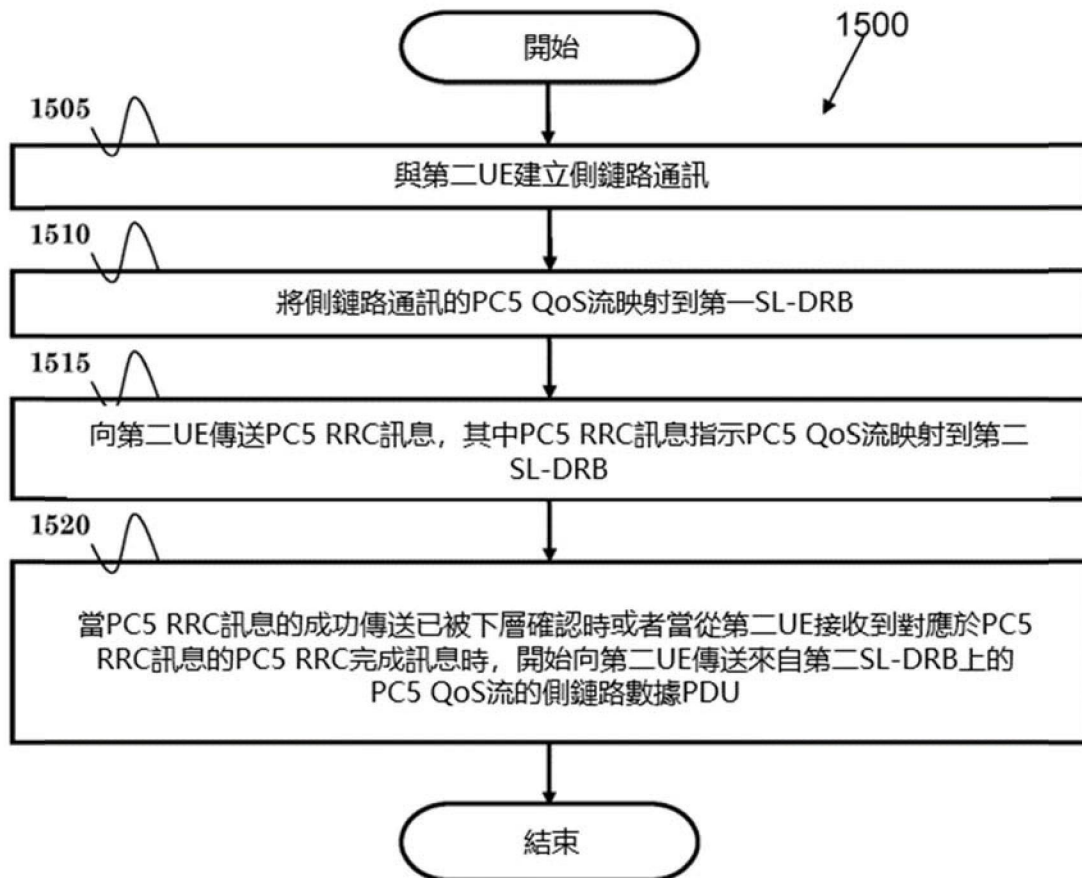 開始
1500
1505
與第二UE建立側鏈路通訊
1510
將側鏈路通訊的PC5 QoS流映射到第一SL-DRB
1515
向第二UE傳送PC5 RRC訊息，其中PC5 RRC訊息指示PC5 QoS流映射到第二
SL-DRB
1520
當PC5 RRC訊息的成功傳送已被下層確認時或者當從第二UE接收到對應於PC5
RRC訊息的PC5 RRC完成訊息時，開始向第二UE傳送來自第二SL-DRB上的
PC5 QoS流的側鏈路數據PDU
結束